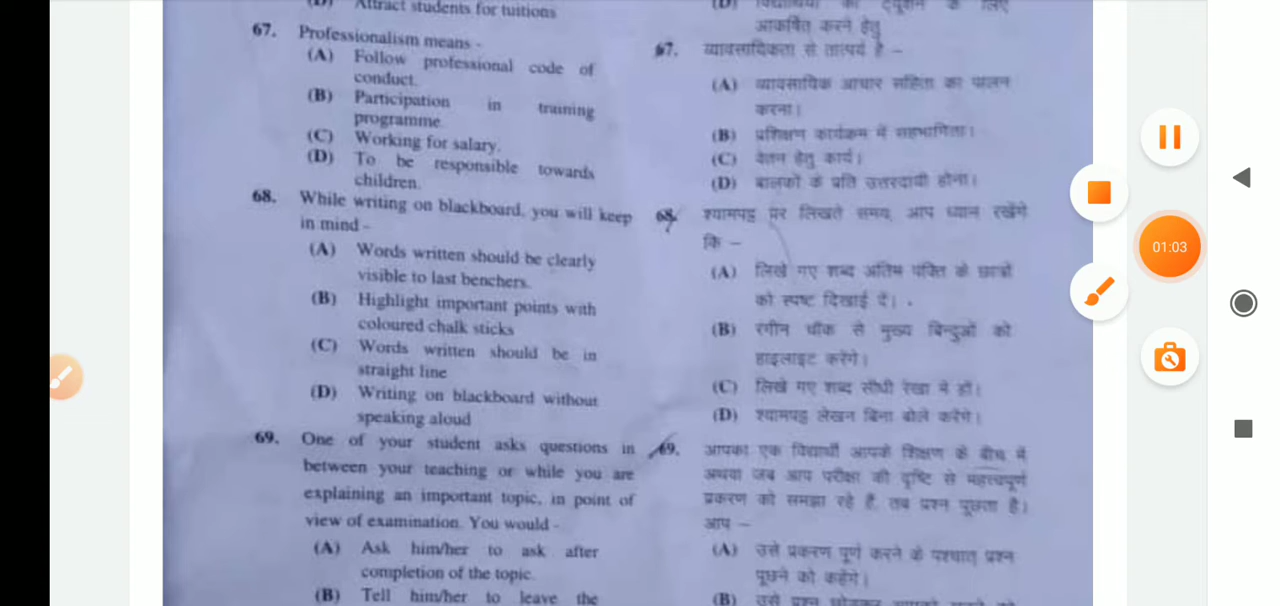 (D) Attract students for tuitions
67. Professionalism means -
(A) Follow professional code of
conduct.
(B) Participation in training
programme.
(C) Working for salary.
(D) To be responsible towards
children.
68. While writing on blackboard, you will keep
in mind -
(A) Words written should be clearly
visible to last benchers.
(B) Highlight important points with
coloured chalk sticks
(C) Words written should be in
straight line
(D) Writing on blackboard without
speaking aloud
69. One of your student asks questions in
between your teaching or while you are
explaining an important topic, in point of
view of examination. You would -
(A) Ask him/her to ask after
completion of the topic.
(B) Tell him/her to leave the
(D) विद्यार्थियों को ट्यूशन के लिए
आकर्षित करने हेतु
67. व्यावसायिकता से तात्पर्य है –
(A) व्यावसायिक आचार संहिता का पालन
करना।
(B) प्रशिक्षण कार्यक्रम में सहभागिता।
(C) वेतन हेतु कार्य।
(D) बालकों के प्रति उत्तरदायी होना।
68. श्यामपट्ट पर लिखते समय, आप ध्यान रखेंगे
कि –
(A) लिखे गए शब्द अंतिम पंक्ति के छात्रों
को स्पष्ट दिखाई दें।
(B) रंगीन चॉक से मुख्य बिन्दुओं को
हाइलाइट करेंगे।
(C) लिखे गए शब्द सीधी रेखा में हों।
(D) श्यामपट्ट लेखन बिना बोले करेंगे।
69. आपका एक विद्यार्थी आपके शिक्षण के बीच में
अथवा जब आप परीक्षा की दृष्टि से महत्त्वपूर्ण
प्रकरण को समझा रहे हैं, तब प्रश्न पूछता है।
आप –
(A) उसे प्रकरण पूर्ण करने के पश्चात् प्रश्न
पूछने को कहेंगे।
(B) उसे प्रश्न
01:03